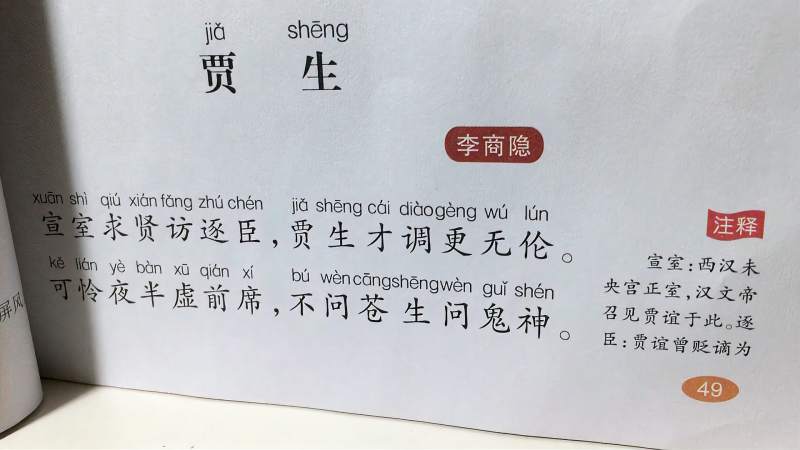 jiǎ shēng
贾 生
李商隐
xuān shì qiú xián fǎng zhú chén jiǎ shēng cái diào gèng wú lún
宣室求贤访逐臣，贾生才调更无伦。
kě lián yè bàn xū qián xí bú wèn cāng shēng wèn guǐ shén
可怜夜半虚前席，不问苍生问鬼神。
注释
宣室：西汉未
央宫正室，汉文帝
召见贾谊于此。逐
臣：贾谊曾贬谪为
49
屏风